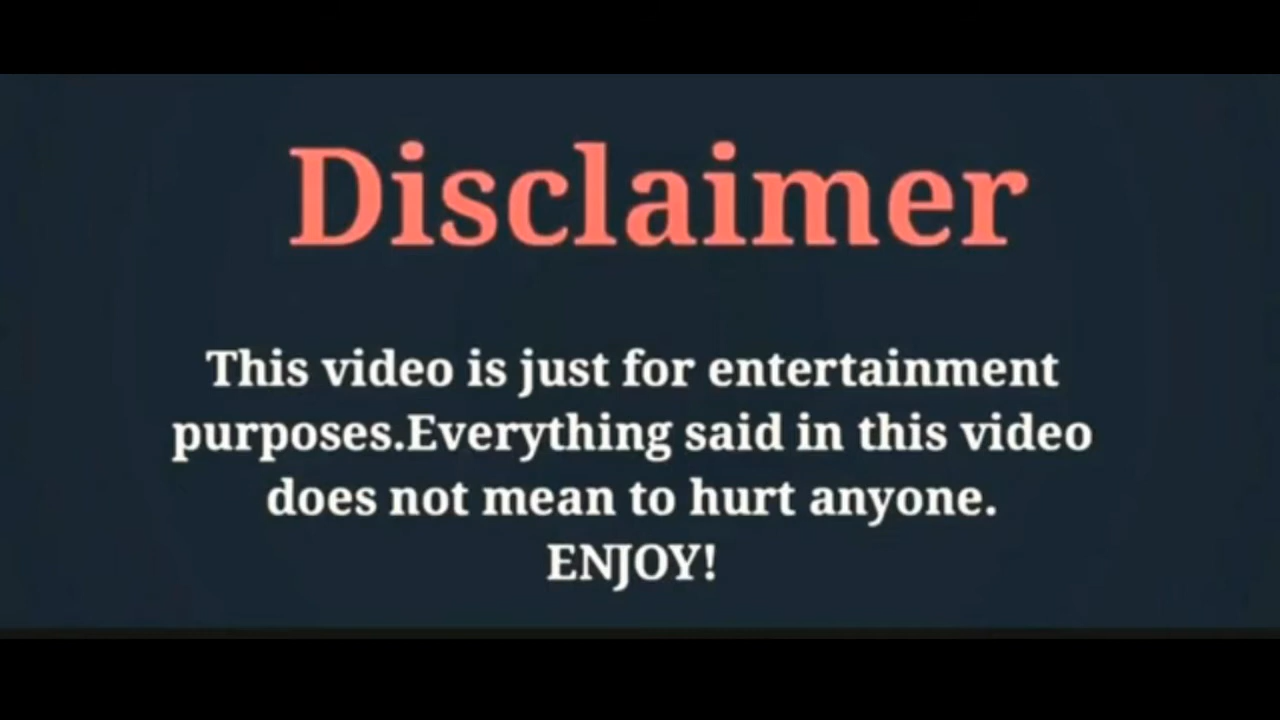 Disclaimer
This video is just for entertainment
purposes.Everything said in this video
does not mean to hurt anyone.
ENJOY!